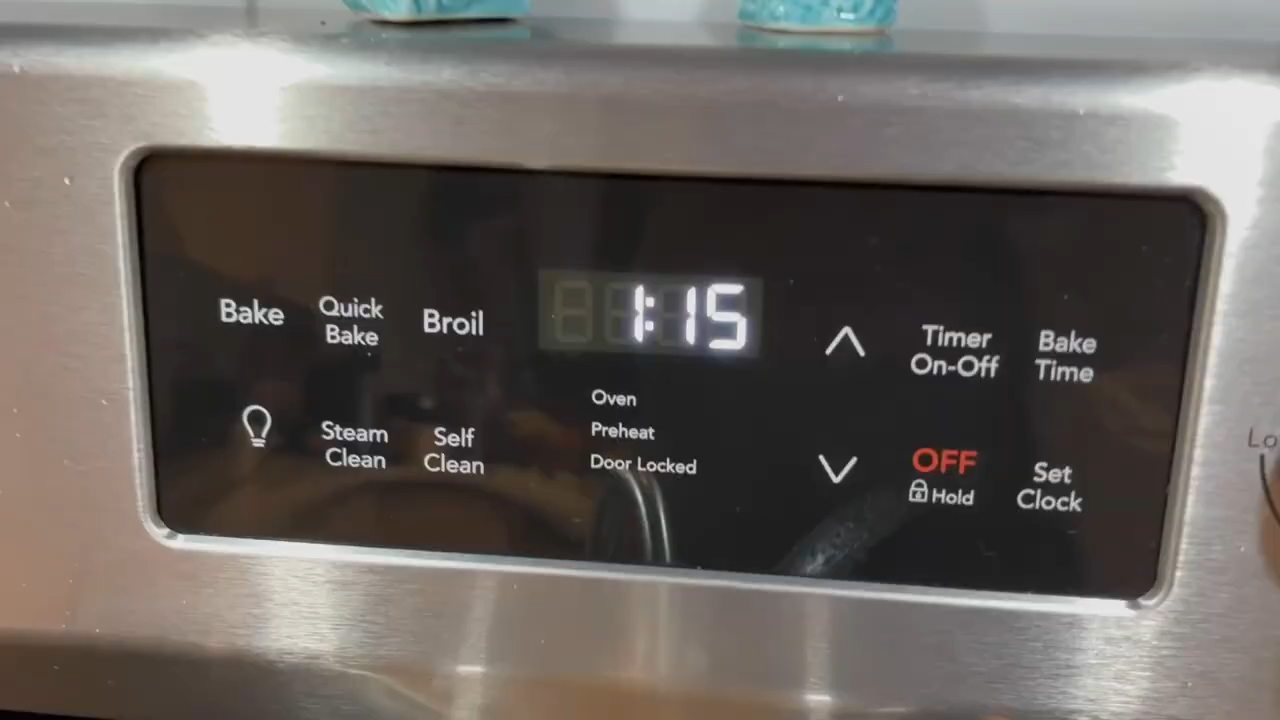 Bake
Quick
Bake
Broil
1:15
Timer
On-Off
Bake
Time
Oven
Preheat
Door Locked
Steam
Clean
Self
Clean
OFF
Hold
Set
Clock